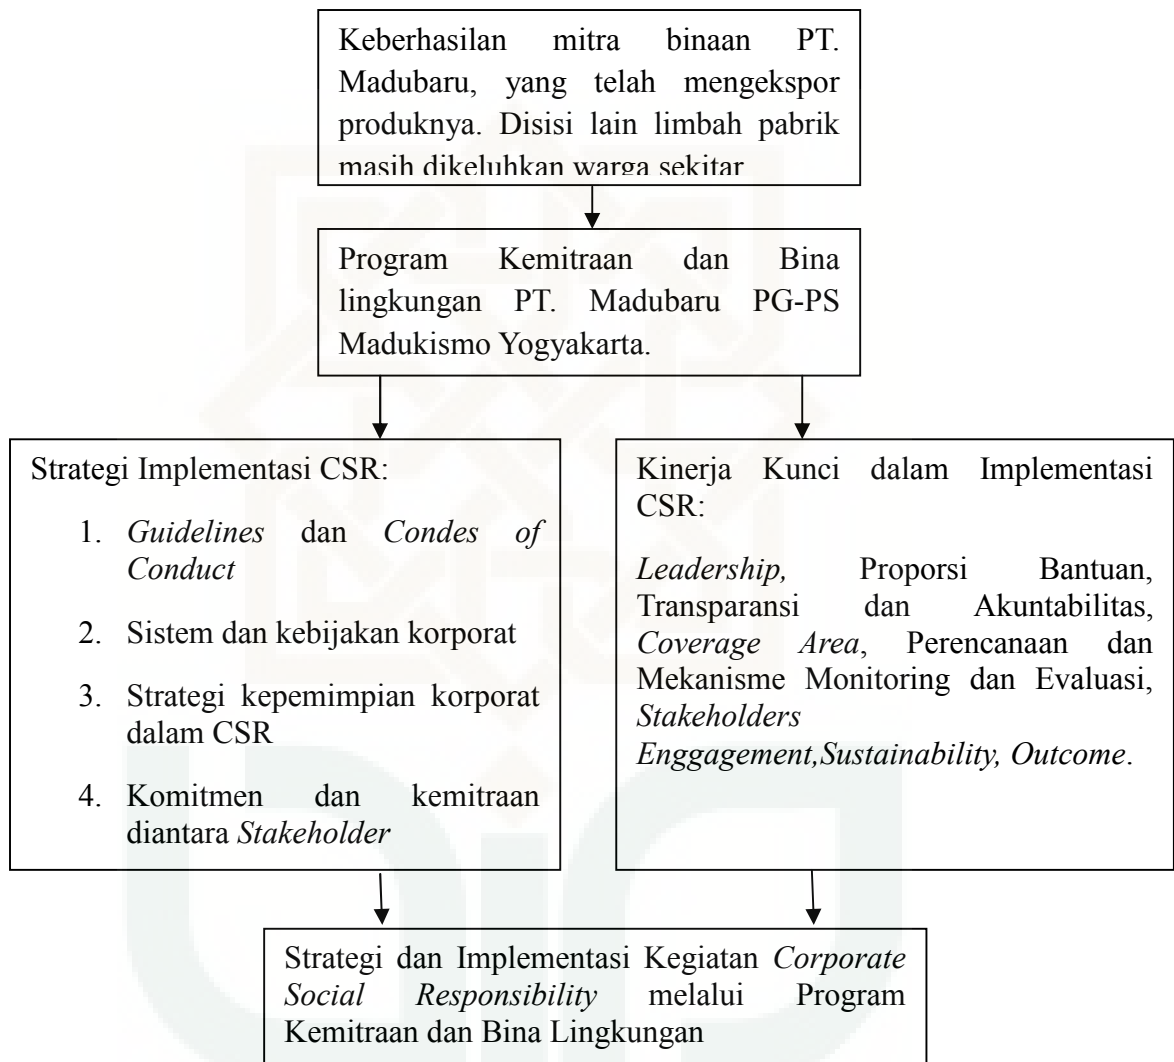 Keberhasilan mitra binaan PT.
Madubaru, yang telah mengekspor
produknya. Disisi lain limbah pabrik
masih dikeluhkan warga sekitar
Program Kemitraan dan Bina
lingkungan PT. Madubaru PG-PS
Madukismo Yogyakarta.
Strategi Implementasi CSR:
1. Guidelines dan Condes of
Conduct
2. Sistem dan kebijakan korporat
3. Strategi kepemimpian korporat
dalam CSR
4. Komitmen dan kemitraan
diantara Stakeholder
Kinerja Kunci dalam Implementasi
CSR:
Leadership, Proporsi Bantuan,
Transparansi dan Akuntabilitas,
Coverage Area, Perencanaan dan
Mekanisme Monitoring dan Evaluasi,
Stakeholders
Enggagement,Sustainability, Outcome.
Strategi dan Implementasi Kegiatan Corporate
Social Responsibility melalui Program
Kemitraan dan Bina Lingkungan